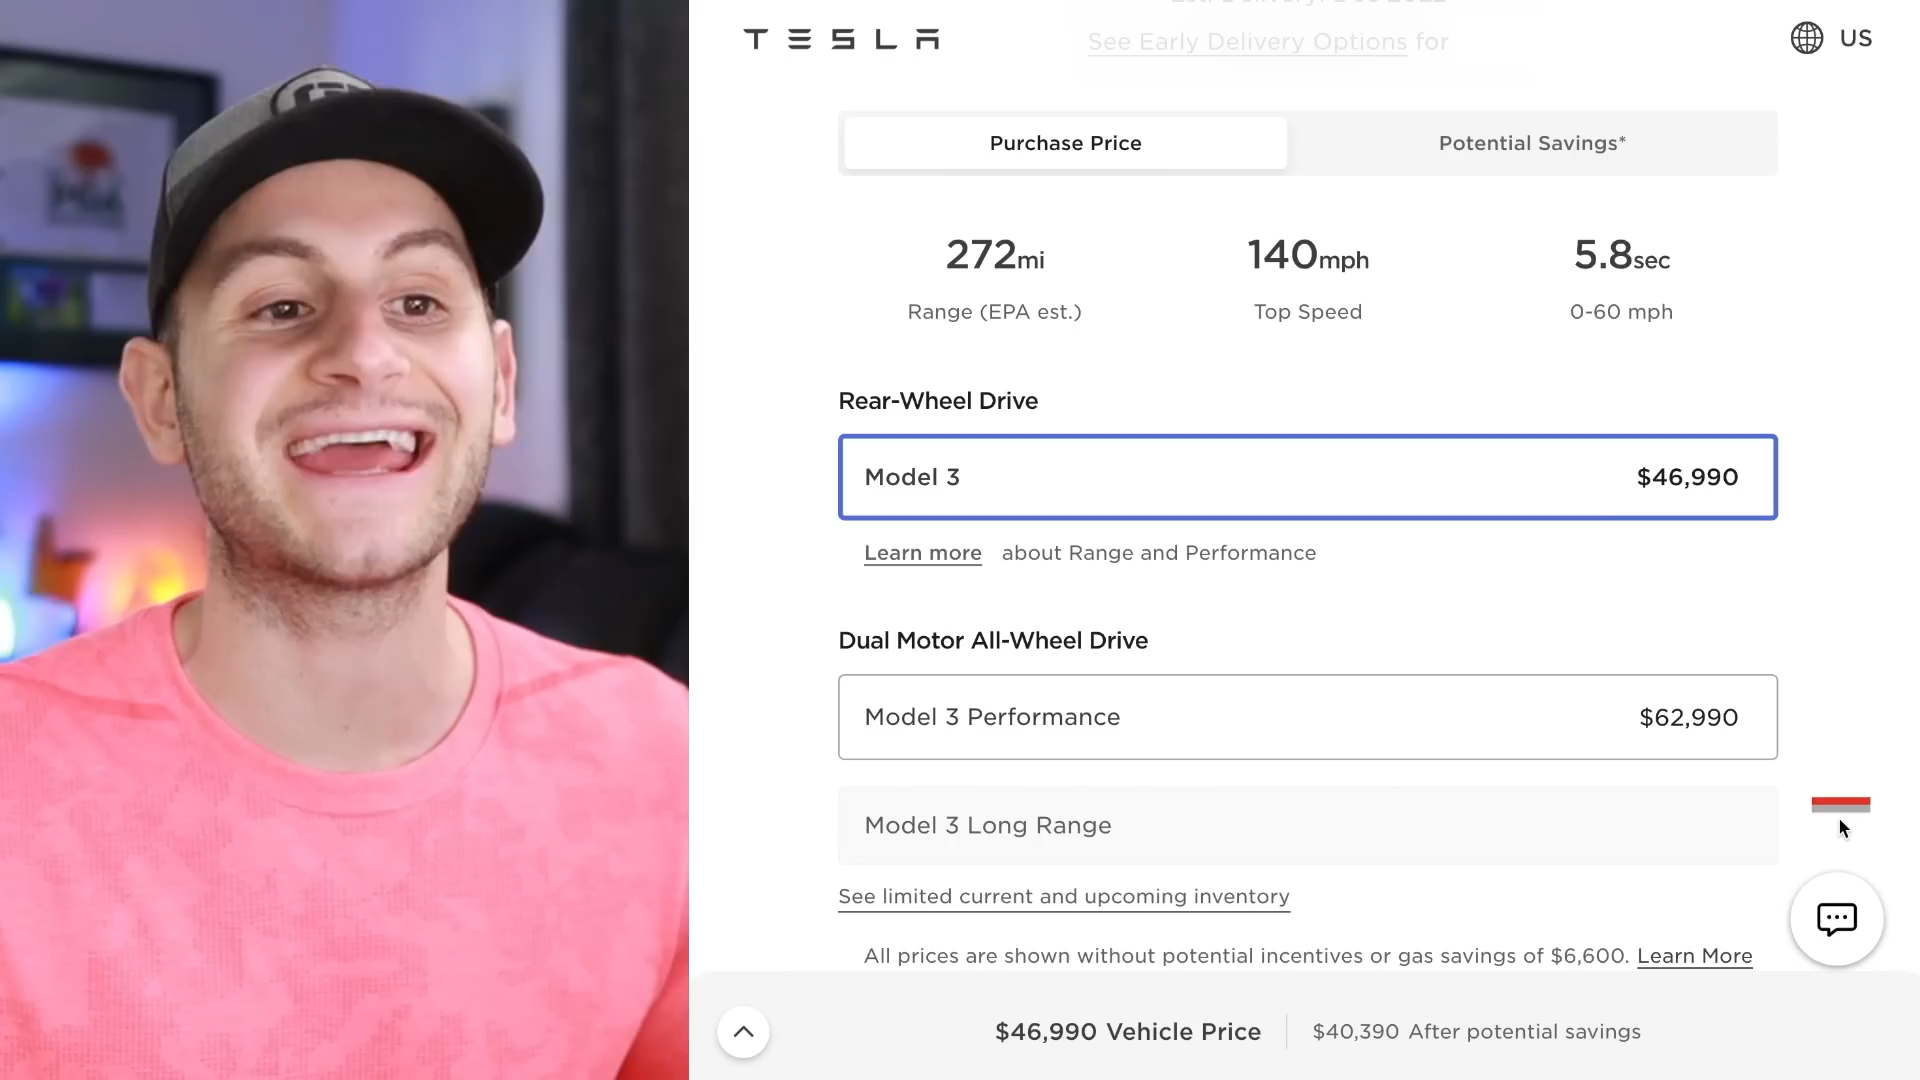 TESLA
See Early Delivery Options for
US
Purchase Price
Potential Savings*
272mi
140mph
5.8sec
Range (EPA est.)
Top Speed
0-60 mph
Rear-Wheel Drive
Model 3 $46,990
Learn more about Range and Performance
Dual Motor All-Wheel Drive
Model 3 Performance $62,990
Model 3 Long Range
See limited current and upcoming inventory
All prices are shown without potential incentives or gas savings of $6,600. Learn More
$46,990 Vehicle Price
$40,390 After potential savings